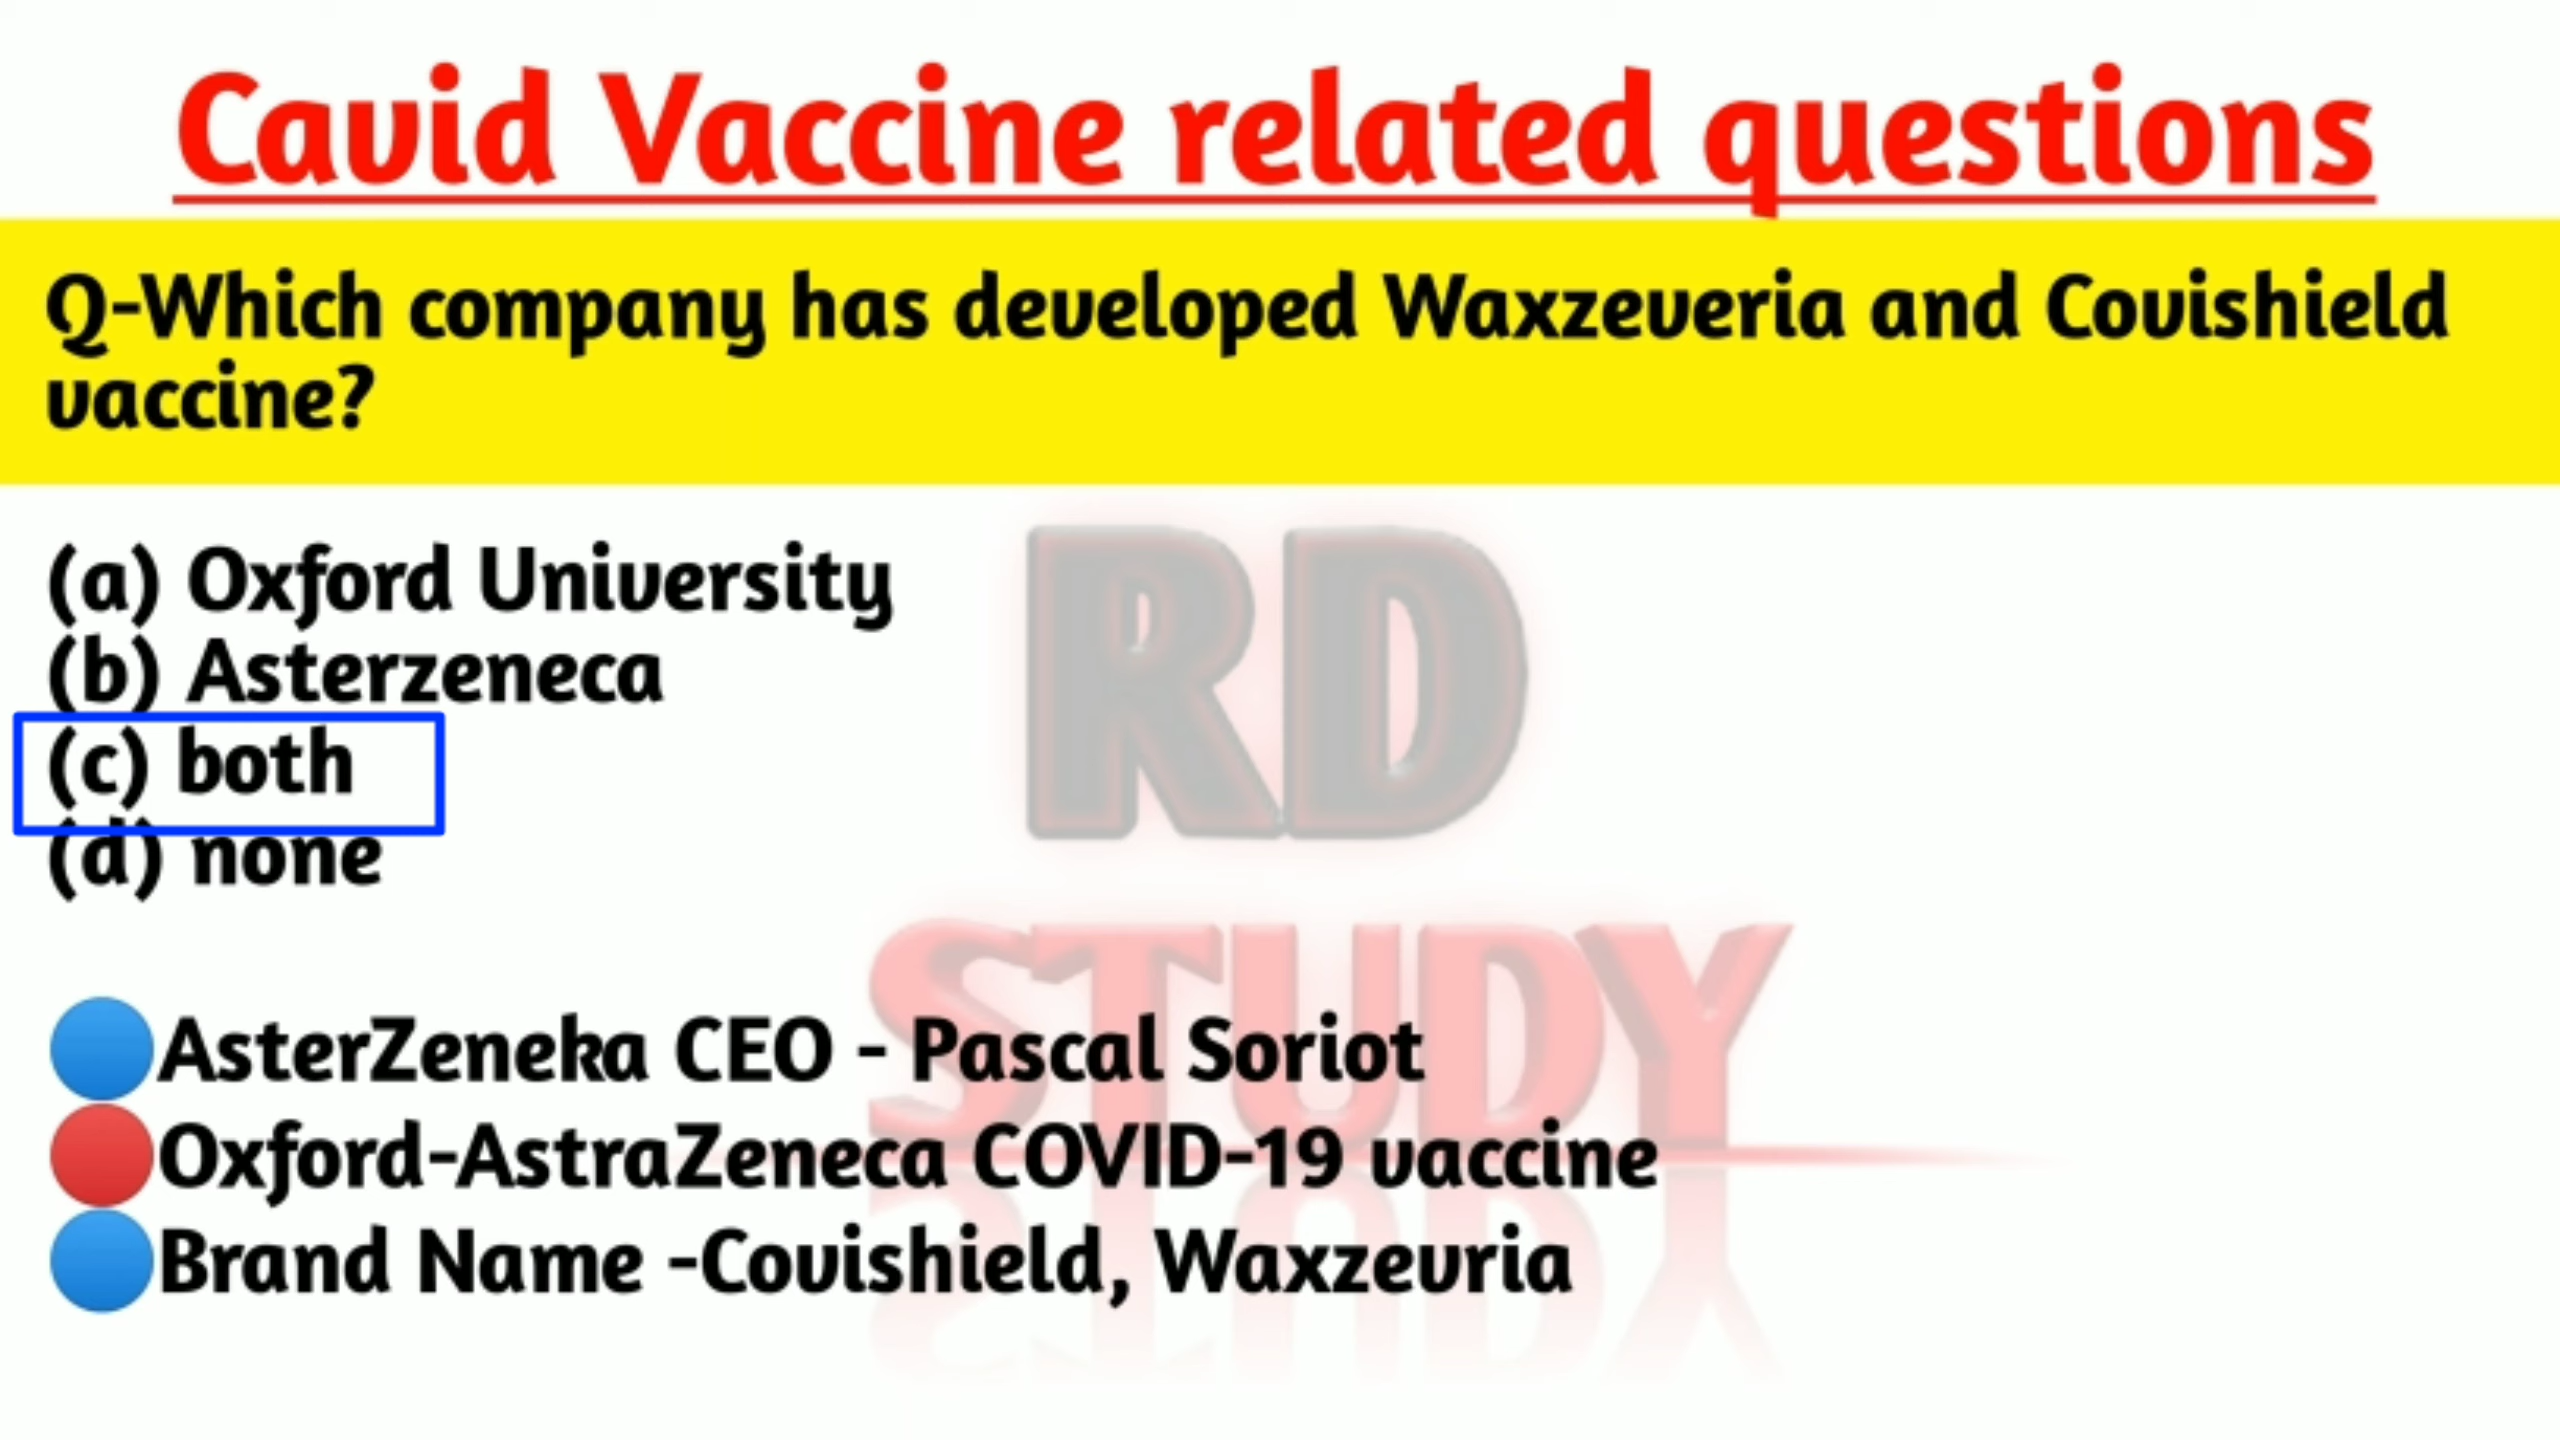 Cavid Vaccine related questions
Q-Which company has developed Waxzeveria and Covishield
vaccine?
(a) Oxford University
(b) Asterzeneca
(c) both
(d) none
RD
STUDY
AsterZeneka CEO - Pascal Soriot
Oxford-AstraZeneca COVID-19 vaccine
Brand Name -Covishield, Waxzevria